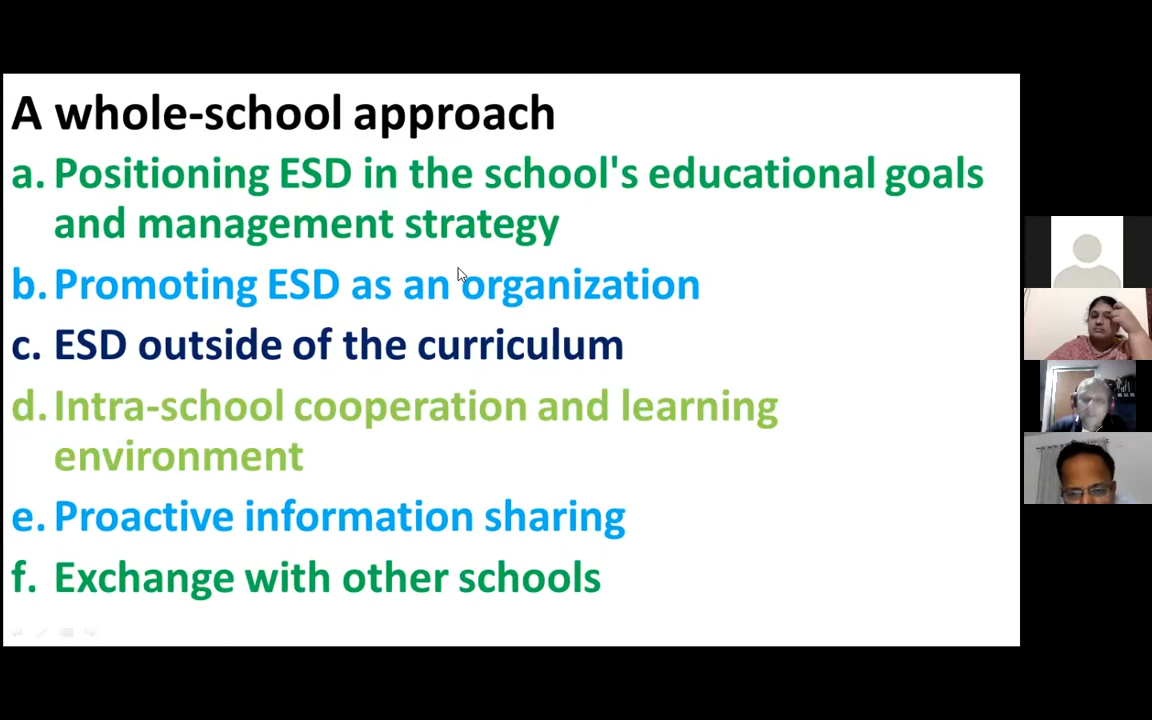 A whole-school approach
a. Positioning ESD in the school's educational goals
and management strategy
b. Promoting ESD as an organization
c. ESD outside of the curriculum
d. Intra-school cooperation and learning
environment
e. Proactive information sharing
f. Exchange with other schools